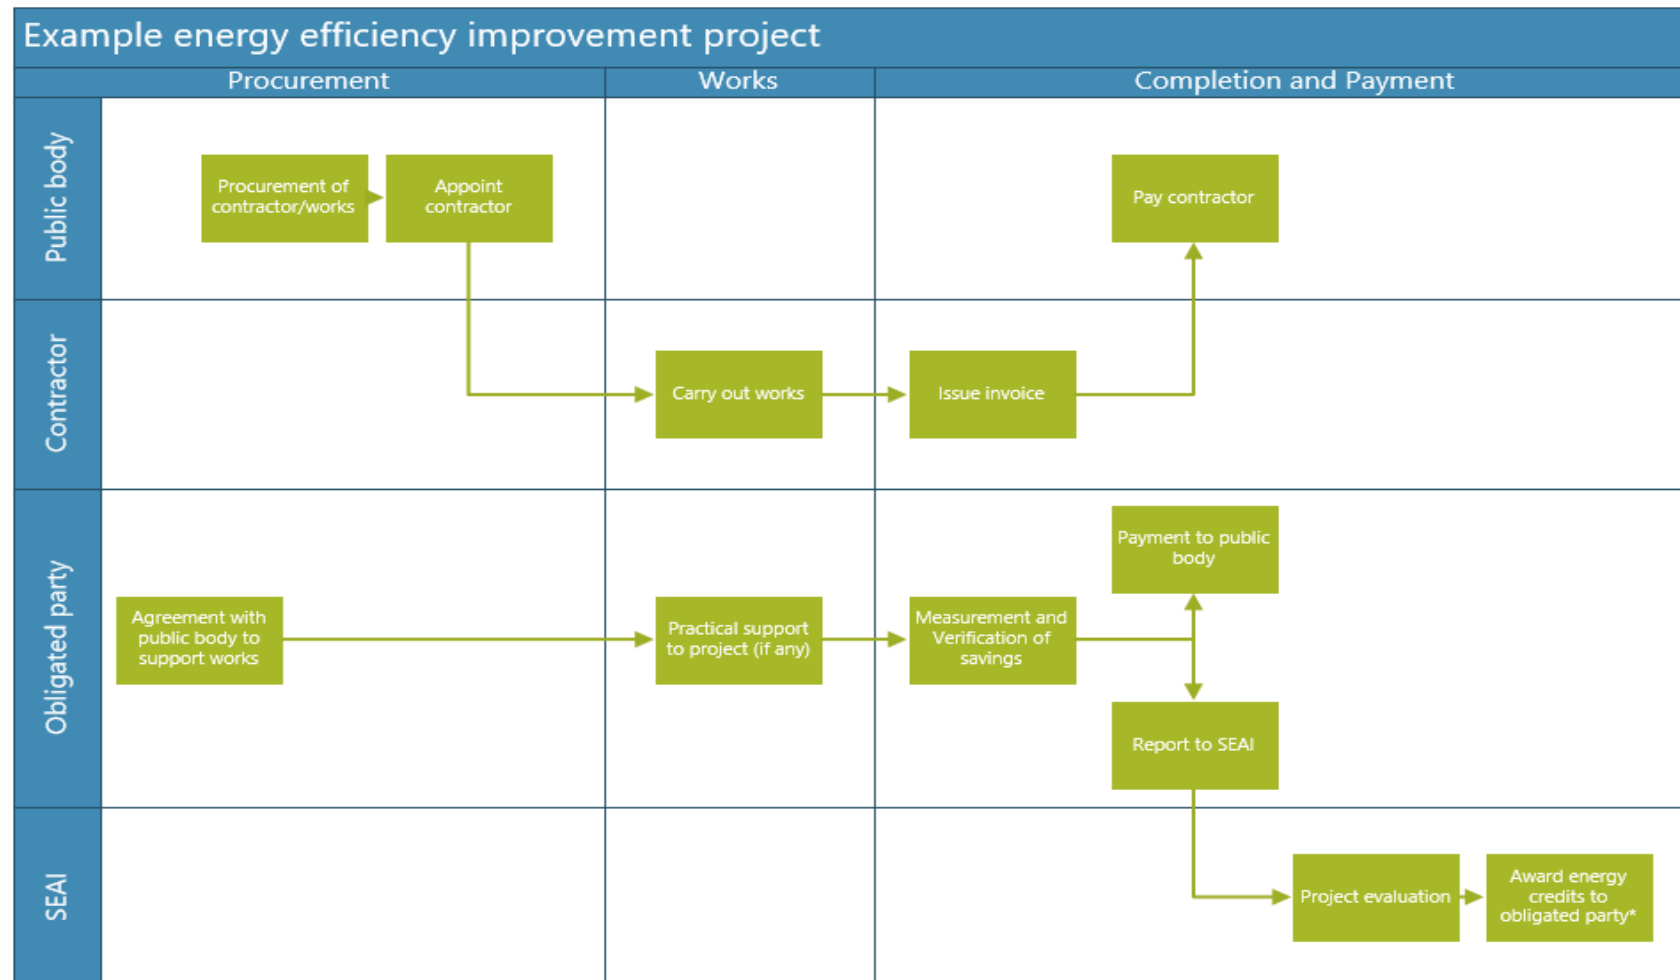 Example energy efficiency improvement project
Procurement
Works
Completion and Payment
Public body
Procurement of
contractor/works
Appoint
contractor
Pay contractor
Contractor
Carry out works
Issue invoice
Obligated party
Agreement with
public body to
support works
Practical support
to project (if any)
Measurement and
Verification of
savings
Payment to public
body
Report to SEAI
SEAI
Project evaluation
Award energy
credits to
obligated party*